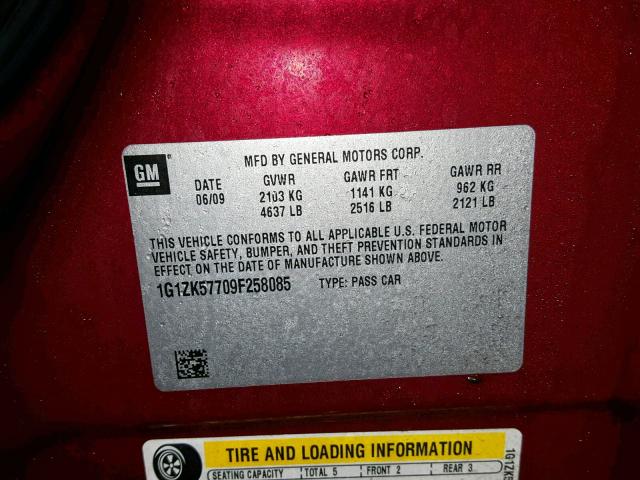 GM
MFD BY GENERAL MOTORS CORP.
DATE GVWR GAWR FRT GAWR RR
06/09 2103 KG 1141 KG 962 KG
4637 LB 2516 LB 2121 LB
THIS VEHICLE CONFORMS TO ALL APPLICABLE U.S. FEDERAL MOTOR
VEHICLE SAFETY, BUMPER, AND THEFT PREVENTION STANDARDS IN
EFFECT ON THE DATE OF MANUFACTURE SHOWN ABOVE.
1G1ZK57709F258085 TYPE: PASS CAR
TIRE AND LOADING INFORMATION
SEATING CAPACITY TOTAL 5 FRONT 2 REAR 3
1G1ZK5